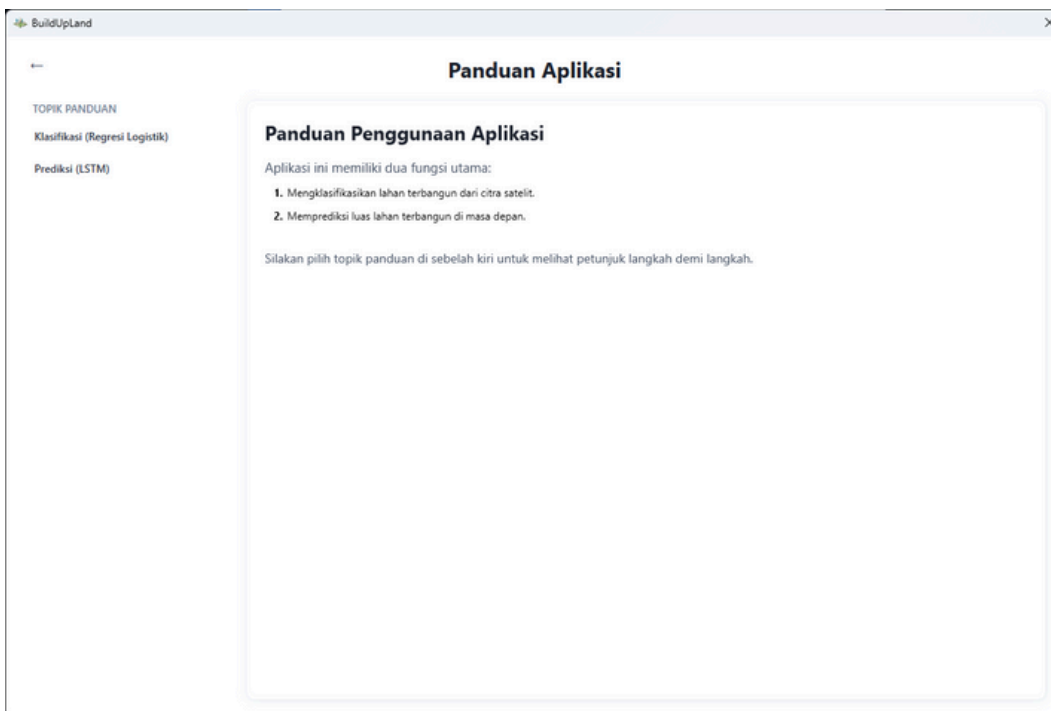 BuildUpLand
←
Panduan Aplikasi
TOPIK PANDUAN
Klasifikasi (Regresi Logistik)
Prediksi (LSTM)
Panduan Penggunaan Aplikasi
Aplikasi ini memiliki dua fungsi utama:
1. Mengklasifikasikan lahan terbangun dari citra satelit.
2. Memprediksi luas lahan terbangun di masa depan.
Silakan pilih topik panduan di sebelah kiri untuk melihat petunjuk langkah demi langkah.